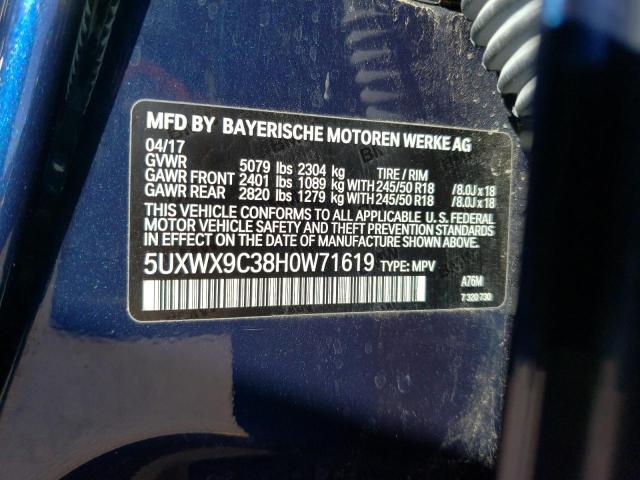 MFD BY BAYERISCHE MOTOREN WERKE AG
04/17
GVWR 5079 lbs 2304 kg TIRE / RIM
GAWR FRONT 2401 lbs 1089 kg WITH 245/50 R18 /8.0J x 18
GAWR REAR 2820 lbs 1279 kg WITH 245/50 R18 /8.0J x 18
THIS VEHICLE CONFORMS TO ALL APPLICABLE U.S. FEDERAL
MOTOR VEHICLE SAFETY AND THEFT PREVENTION STANDARDS
IN EFFECT ON THE DATE OF MANUFACTURE SHOWN ABOVE.
5UXWX9C38H0W71619 TYPE: MPV
A76M
7 320 730